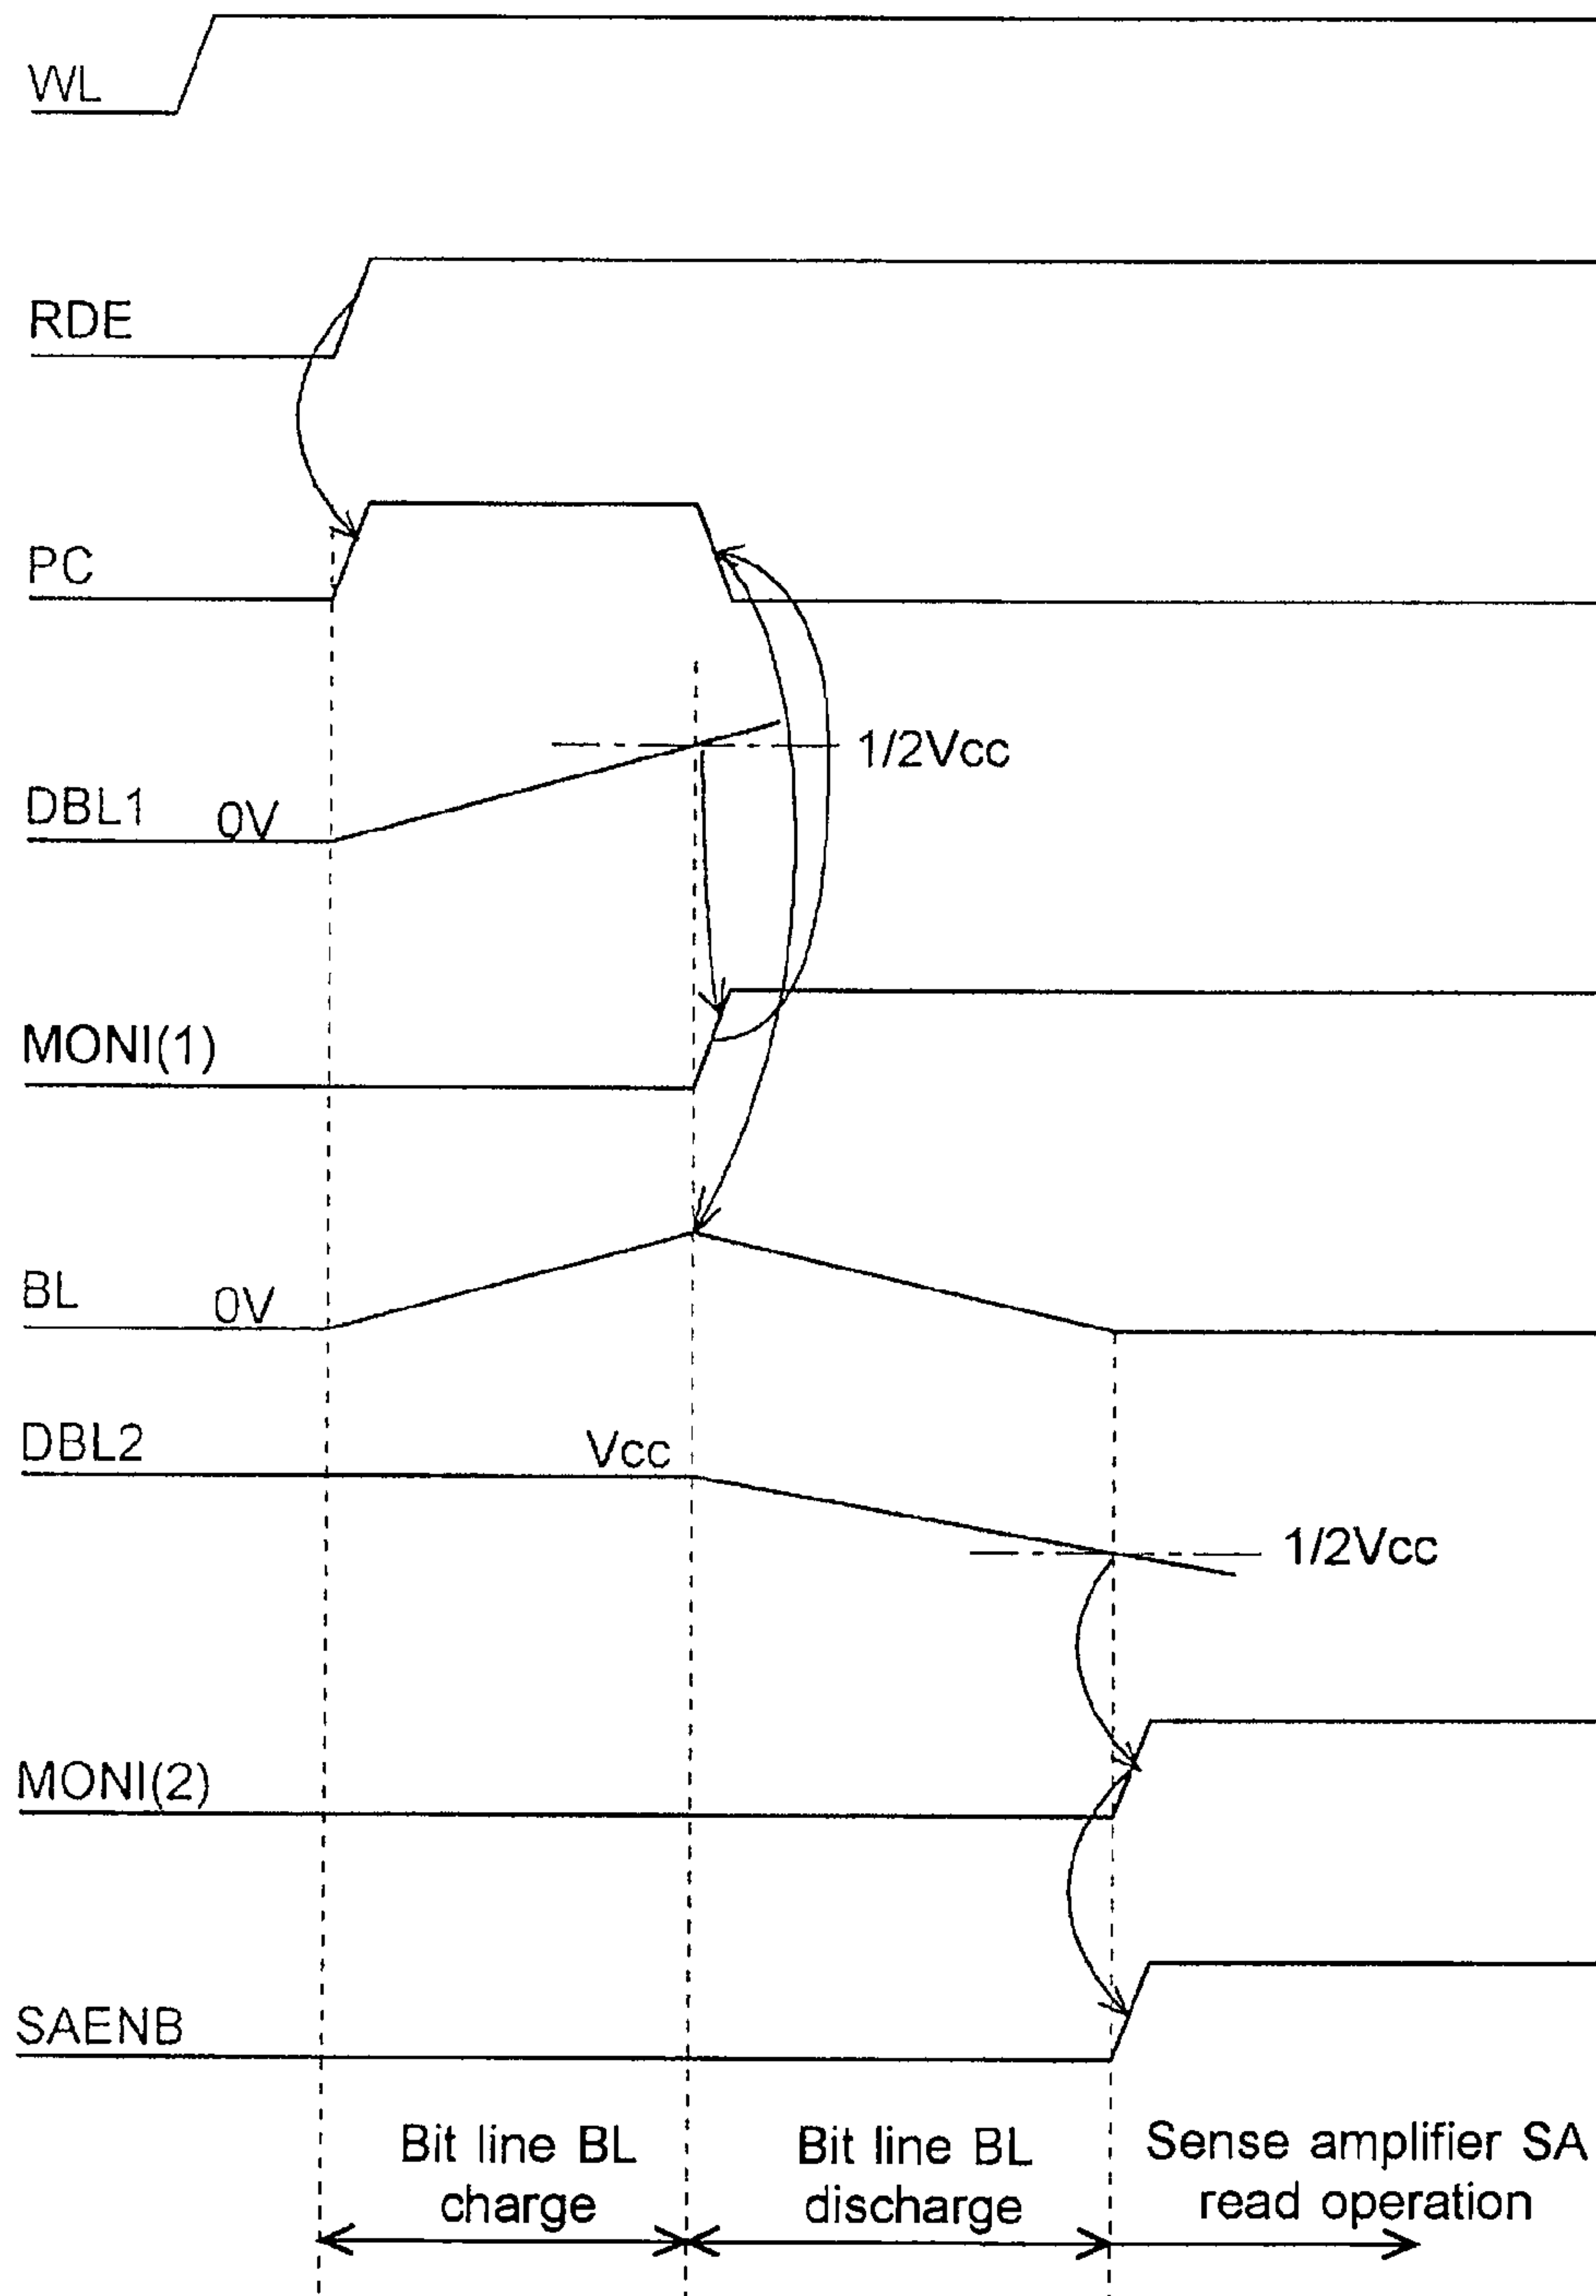 WL
RDE
PC
1/2Vcc
DBL1 0V
MONI(1)
BL 0V
DBL2 Vcc
1/2Vcc
MONI(2)
SAENB
Bit line BL
charge
Bit line BL
discharge
Sense amplifier SA
read operation